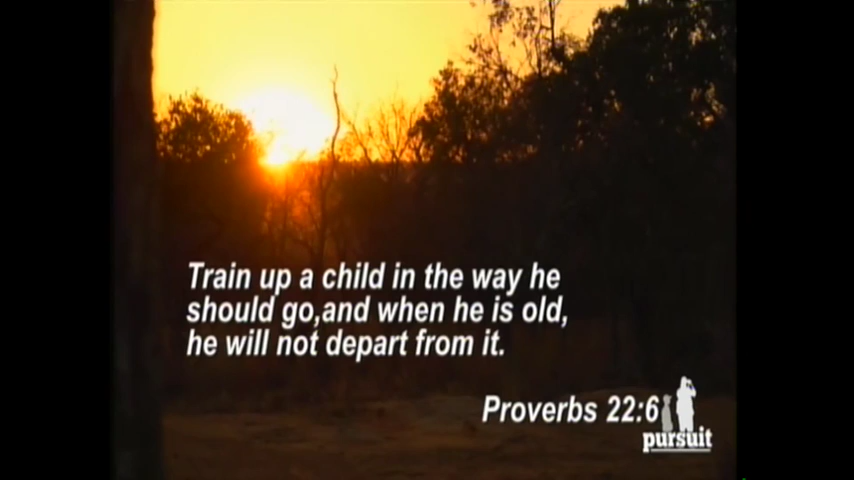 Train up a child in the way he
should go,and when he is old,
he will not depart from it.
Proverbs 22:6
pursuit